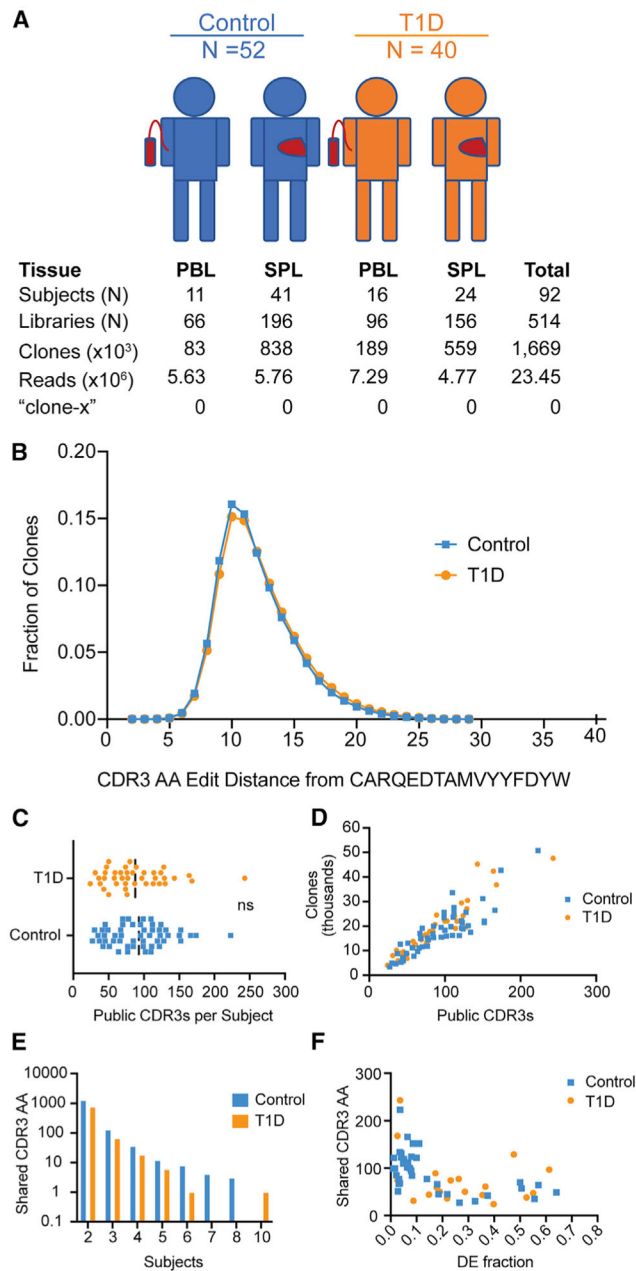 A
Control
T1D
N =52
N = 40
Tissue PBL SPL PBL SPL Total
Subjects (N) 11 41 16 24 92
Libraries (N) 66 196 96 156 514
Clones (x10³) 83 838 189 559 1,669
Reads (x10⁶) 5.63 5.76 7.29 4.77 23.45
“clone-x” 0 0 0 0 0
B
0.20
0.15
0.10
0.05
0.00
Fraction of Clones
Control
T1D
0 5 10 15 20 25 30 35 40
CDR3 AA Edit Distance from CARQEDTAMVYYFDYW
C
T1D
Control
ns
0 50 100 150 200 250 300
Public CDR3s per Subject
D
60
50
40
30
20
10
0
Clones
(thousands)
Control
T1D
0 100 200 300
Public CDR3s
E
10000
1000
100
10
1
0.1
Shared CDR3 AA
Control
T1D
2 3 4 5 6 7 8 10
Subjects
F
300
200
100
0
Shared CDR3 AA
Control
T1D
0.0 0.1 0.2 0.3 0.4 0.5 0.6 0.7 0.8
DE fraction